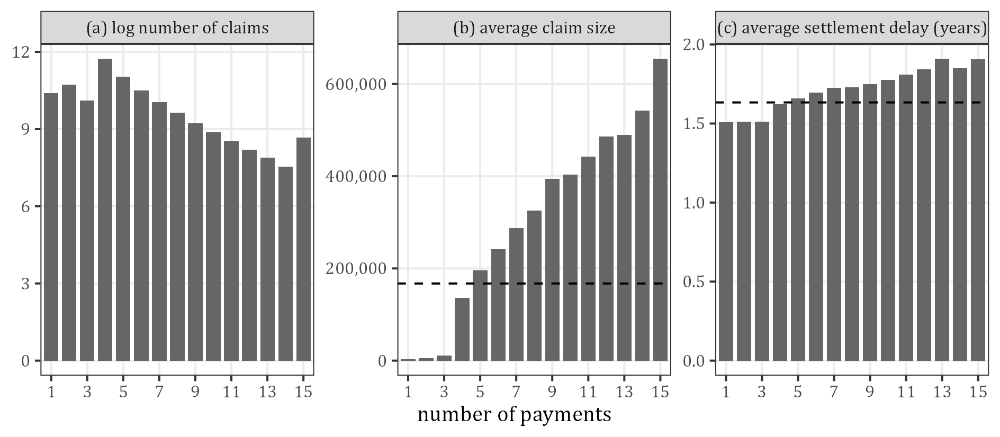 (a) log number of claims
(b) average claim size
(c) average settlement delay (years)
12
9
6
3
0
1 3 5 7 9 11 13 15
600,000
400,000
200,000
0
1 3 5 7 9 11 13 15
2.0
1.5
1.0
0.5
0.0
1 3 5 7 9 11 13 15
number of payments